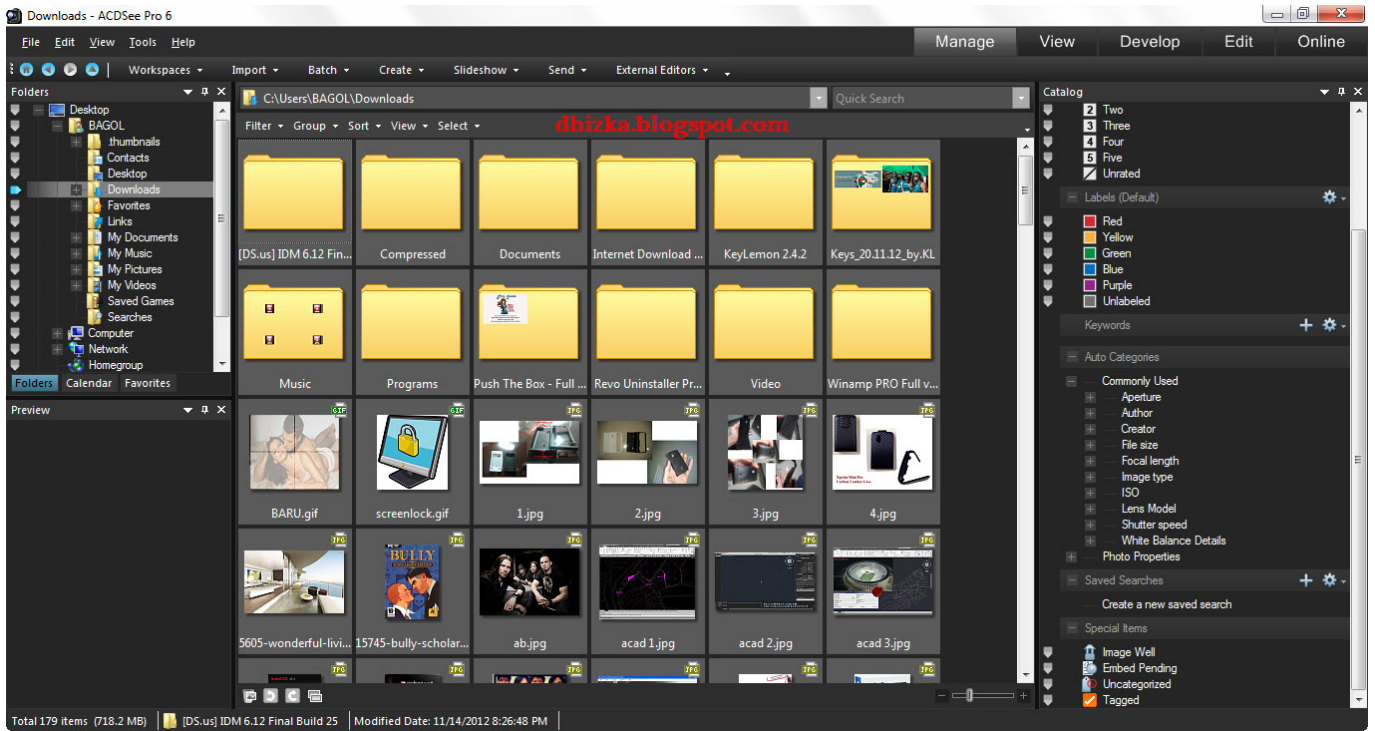 Downloads - ACDSee Pro 6
File Edit View Tools Help
Manage View Develop Edit Online
Workspaces Import Batch Create Slideshow Send External Editors
Folders
Desktop
BAGOL
.thumbnails
Contacts
Desktop
Downloads
Favorites
Links
My Documents
My Music
My Pictures
My Videos
Saved Games
Searches
Computer
Network
Homegroup
Folders Calendar Favorites
Preview
C:\Users\BAGOL\Downloads
Quick Search
Filter Group Sort View Select
dhizka.blogspot.com
[DS.us] IDM 6.12 Fin... Compressed Documents Internet Download ... KeyLemon 2.4.2 Keys_20.11.12_by.KL
Music Programs Push The Box - Full ... Revo Uninstaller Pr... Video Winamp PRO Full v...
GIF GIF JPG JPG JPG JPG
BARU.gif screenlock.gif 1.jpg 2.jpg 3.jpg 4.jpg
JPG JPG JPG JPG JPG JPG
BULLY
5605-wonderful-livi... 15745-bully-scholar... ab.jpg acad 1.jpg acad 2.jpg acad 3.jpg
JPG JPG JPG JPG JPG JPG
Catalog
2 Two
3 Three
4 Four
5 Five
Unrated
Labels (Default)
Red
Yellow
Green
Blue
Purple
Unlabeled
Keywords
Auto Categories
Commonly Used
Aperture
Author
Creator
File size
Focal length
Image type
ISO
Lens Model
Shutter speed
White Balance Details
Photo Properties
Saved Searches
Create a new saved search
Special Items
Image Well
Embed Pending
Uncategorized
Tagged
Total 179 items (718.2 MB) [DS.us] IDM 6.12 Final Build 25 Modified Date: 11/14/2012 8:26:48 PM